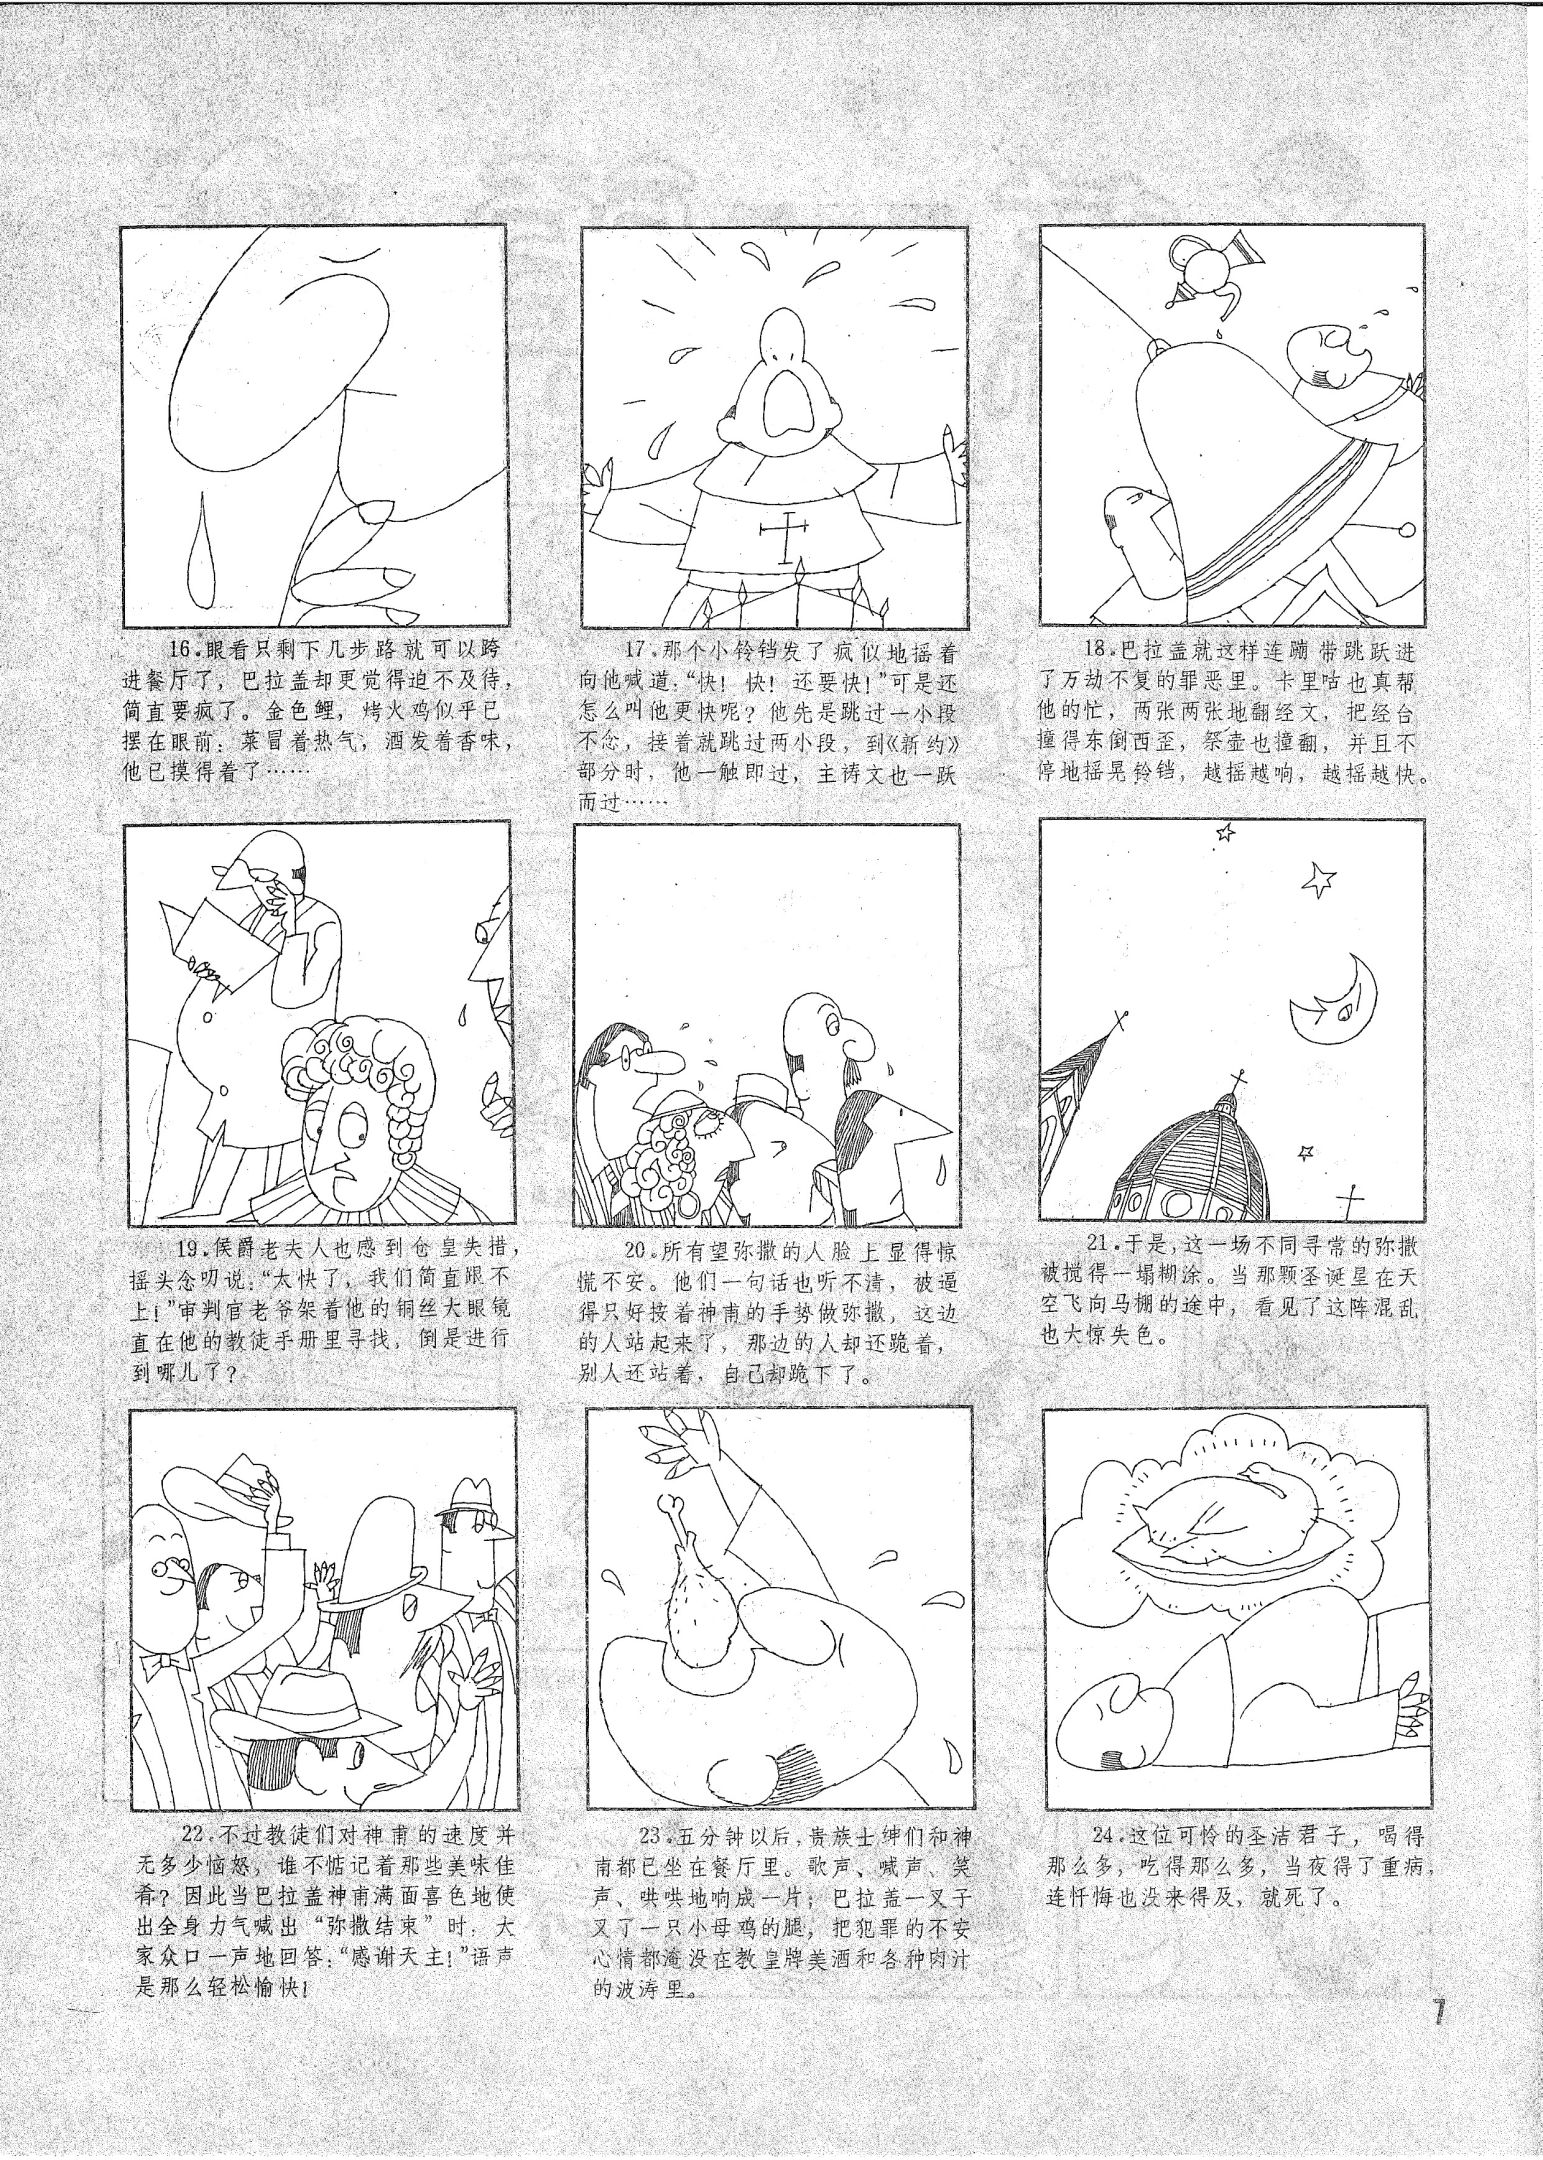 16.眼看只剩下几步路就可以跨
进餐厅了，巴拉盖却更觉得迫不及待，
简直要疯了。金色鲤，烤火鸡似乎已
摆在眼前；菜冒着热气，酒发着香味，
他已摸得着了……
17.那个小铃铛发了疯似地摇着
向他喊道：“快！快！还要快！”可是还
怎么叫他更快呢？他先是跳过一小段
不念，接着就跳过两小段，到《新约》
部分时，他一触即过，主祷文也一跃
而过……
18.巴拉盖就这样连蹦带跳跃进
了万劫不复的罪恶里。卡里咕也真帮
他的忙，两张两张地翻经文，把经台
撞得东倒西歪，祭壶也撞翻，并且不
停地摇晃铃铛，越摇越响，越摇越快。
19.侯爵老夫人也感到仓皇失措，
摇头念叨说：“太快了，我们简直跟不
上！”审判官老爷架着他的铜丝大眼镜
直在他的教徒手册里寻找，倒是进行
到哪儿了？
20.所有望弥撒的人脸上显得惊
慌不安。他们一句话也听不清，被逼
得只好接着神甫的手势做弥撒，这边
的人站起来了，那边的人却还跪着，
别人还站着，自己却跪下了。
21.于是，这一场不同寻常的弥撒
被搅得一塌糊涂。当那颗圣诞星在天
空飞向马棚的途中，看见了这阵混乱
也大惊失色。
22.不过教徒们对神甫的速度并
无多少恼怒，谁不惦记着那些美味佳
肴？因此当巴拉盖神甫满面喜色地使
出全身力气喊出“弥撒结束”时，大
家众口一声地回答：“感谢天主！”语声
是那么轻松愉快！
23.五分钟以后，贵族士绅们和神
甫都已坐在餐厅里。歌声、喊声、笑
声、哄哄地响成一片；巴拉盖一叉子
叉了一只小母鸡的腿，把犯罪的不安
心情都淹没在教皇牌美酒和各种肉汁
的波涛里。
24.这位可怜的圣洁君子，喝得
那么多，吃得那么多，当夜得了重病，
连忏悔也没来得及，就死了。
7